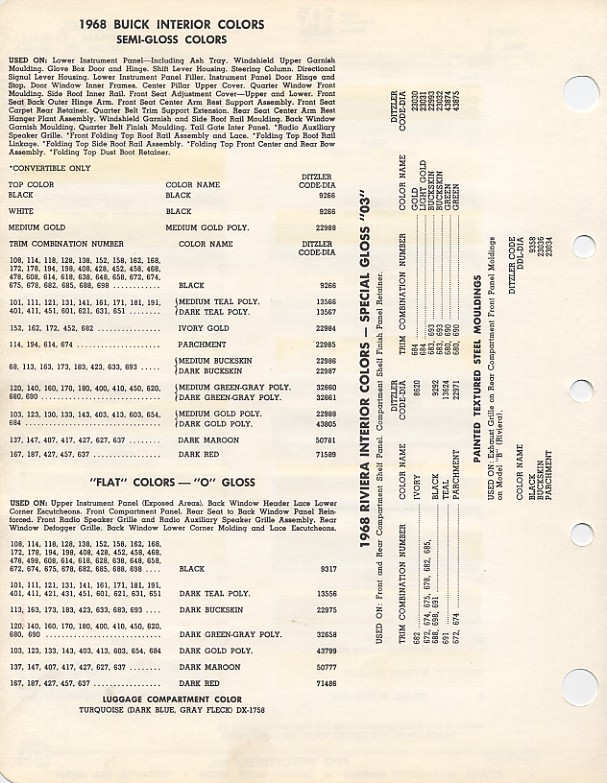 1968 BUICK INTERIOR COLORS
SEMI-GLOSS COLORS
USED ON: Lower Instrument Panel—Including Ash Tray. Windshield Upper Garnish
Moulding. Glove Box Door and Hinge. Shift Lever Housing. Steering Column. Directional
Signal Lever Housing. Lower Instrument Panel Filler. Instrument Panel Door Hinge and
Stop. Door Window Inner Frames. Center Pillar Upper Cover. Quarter Window Front
Moulding. Side Roof Inner Rail. Front Seat Adjustment Cover—Upper and Lower. Front
Seat Back Outer Hinge Arm. Front Seat Center Arm Rest Support Assembly. Front Seat
Carpet Rear Retainer. Quarter Belt Trim Support Extension. Rear Seat Center Arm Rest
Hanger Plant Assembly. Windshield Garnish and Side Roof Rail Moulding. Back Window
Garnish Moulding. Quarter Belt Finish Moulding. Tail Gate Inter Panel. *Radio Auxiliary
Speaker Grille. *Front Folding Top Roof Rail Assembly and Lace. *Folding Top Roof Rail
Linkage. *Folding Top Side Roof Rail Assembly. *Folding Top Front Center and Rear Bow
Assembly. *Folding Top Dust Boot Retainer.
*CONVERTIBLE ONLY
TOP COLOR COLOR NAME DITZLER CODE-DIA
BLACK BLACK 9266
WHITE BLACK 9266
MEDIUM GOLD MEDIUM GOLD POLY. 22988
TRIM COMBINATION NUMBER COLOR NAME DITZLER CODE-DIA
108, 114, 118, 128, 138, 152, 158, 162, 168,
172, 178, 194, 198, 408, 428, 452, 458, 468,
478, 608, 614, 618, 638, 648, 658, 672, 674,
675, 678, 682, 685, 688, 698 ............ BLACK 9266
101, 111, 121, 131, 141, 161, 171, 181, 191, {MEDIUM TEAL POLY. 13566
401, 411, 451, 601, 621, 631, 651 ........ {DARK TEAL POLY. 13567
152, 162, 172, 452, 682 ................ IVORY GOLD 22984
114, 194, 614, 674 ..................... PARCHMENT 22985
{MEDIUM BUCKSKIN 22986
68, 113, 163, 173, 183, 423, 633, 693 ..... {DARK BUCKSKIN 22987
120, 140, 160, 170, 180, 400, 410, 450, 620, {MEDIUM GREEN-GRAY POLY. 32660
680, 690 ............................... {DARK GREEN-GRAY POLY. 32661
103, 123, 130, 133, 143, 403, 413, 603, 654, {MEDIUM GOLD POLY. 22988
684 .................................... {DARK GOLD POLY. 43805
137, 147, 407, 417, 427, 627, 637 ........ DARK MAROON 50781
167, 187, 427, 457, 637 ................ DARK RED 71589
"FLAT" COLORS — "O" GLOSS
USED ON: Upper Instrument Panel (Exposed Areas). Back Window Header Lace Lower
Corner Escutcheons. Front Compartment Panel. Rear Seat to Back Window Panel Rein-
forced. Front Radio Speaker Grille and Radio Auxiliary Speaker Grille Assembly. Rear
Window Defogger Grille. Back Window Lower Corner Molding and Lace Escutcheons.
108, 114, 118, 128, 138, 152, 158, 162, 168,
172, 178, 194, 198, 408, 428, 452, 458, 468,
478, 498, 608, 614, 618, 628, 638, 648, 658,
672, 674, 675, 678, 682, 685, 688, 698 .... BLACK 9317
101, 111, 121, 131, 141, 161, 171, 181, 191,
401, 411, 421, 431, 451, 601, 621, 631, 651 DARK TEAL POLY. 13556
113, 163, 173, 183, 423, 633, 683, 693 .... DARK BUCKSKIN 22975
120, 140, 160, 170, 180, 400, 410, 450, 620,
680, 690 ............................... DARK GREEN-GRAY POLY. 32658
103, 123, 133, 143, 403, 413, 603, 654, 684 DARK GOLD POLY. 43799
137, 147, 407, 417, 427, 627, 637 ........ DARK MAROON 50777
167, 187, 427, 457, 637 ................ DARK RED 71486
LUGGAGE COMPARTMENT COLOR
TURQUOISE (DARK BLUE, GRAY FLECK) DX-1758
1968 RIVIERA INTERIOR COLORS — SPECIAL GLOSS "03"
USED ON: Front and Rear Compartment Shelf Panel. Compartment Shelf Finish Panel Retainer.
TRIM COMBINATION NUMBER COLOR NAME DITZLER CODE-DIA
682 IVORY 8620
672, 674, 675, 678, 682, 685,
688, 698, 691 BLACK 9292
691 TEAL 13624
672, 674 PARCHMENT 22971
TRIM COMBINATION NUMBER COLOR NAME DITZLER CODE-DIA
684 GOLD 23030
684 LIGHT GOLD 23031
683, 693 BUCKSKIN 22993
683, 693 BUCKSKIN 23032
680, 690 GREEN 43874
680, 690 GREEN 43875
PAINTED TEXTURED STEEL MOULDINGS
USED ON: Exhaust Grille on Rear Compartment Front Panel Moldings
on Model "B" (Riviera).
COLOR NAME DITZLER CODE DDL-DIA
BLACK 9358
BUCKSKIN 23036
PARCHMENT 23034